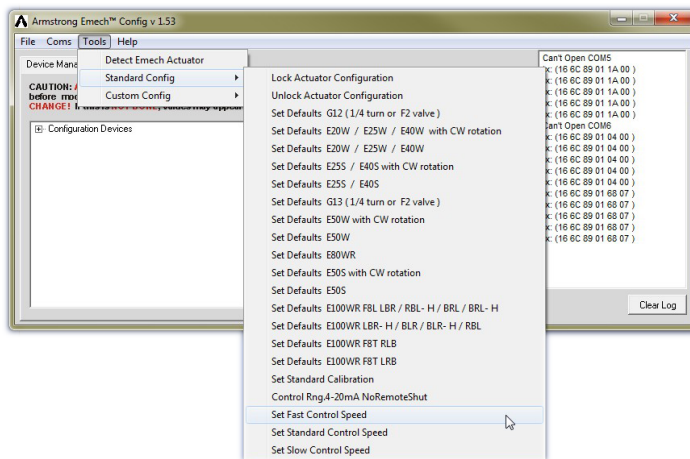 Armstrong Emech™ Config v 1.53
File Coms Tools Help
Device Mana
Detect Emech Actuator
Standard Config
Custom Config
CAUTION:
before mo
CHANGE!
Configuration Devices
Lock Actuator Configuration
Unlock Actuator Configuration
Set Defaults G12 ( 1/4 turn or F2 valve )
Set Defaults E20W / E25W / E40W with CW rotation
Set Defaults E20W / E25W / E40W
Set Defaults E25S / E40S with CW rotation
Set Defaults E25S / E40S
Set Defaults G13 ( 1/4 turn or F2 valve )
Set Defaults E50W with CW rotation
Set Defaults E50W
Set Defaults E80WR
Set Defaults E50S with CW rotation
Set Defaults E50S
Set Defaults E100WR F8L LBR / RBL- H / BRL / BRL- H
Set Defaults E100WR LBR- H / BLR / BLR- H / RBL
Set Defaults E100WR F8T RLB
Set Defaults E100WR F8T LRB
Set Standard Calibration
Control Rng.4-20mA NoRemoteShut
Set Fast Control Speed
Set Standard Control Speed
Set Slow Control Speed
Can't Open COM5
x: (16 6C 89 01 1A 00 )
x: (16 6C 89 01 1A 00 )
x: (16 6C 89 01 1A 00 )
x: (16 6C 89 01 1A 00 )
x: (16 6C 89 01 1A 00 )
Can't Open COM6
x: (16 6C 89 01 04 00 )
x: (16 6C 89 01 04 00 )
x: (16 6C 89 01 04 00 )
x: (16 6C 89 01 04 00 )
x: (16 6C 89 01 04 00 )
x: (16 6C 89 01 68 07 )
x: (16 6C 89 01 68 07 )
x: (16 6C 89 01 68 07 )
x: (16 6C 89 01 68 07 )
x: (16 6C 89 01 68 07 )
Clear Log